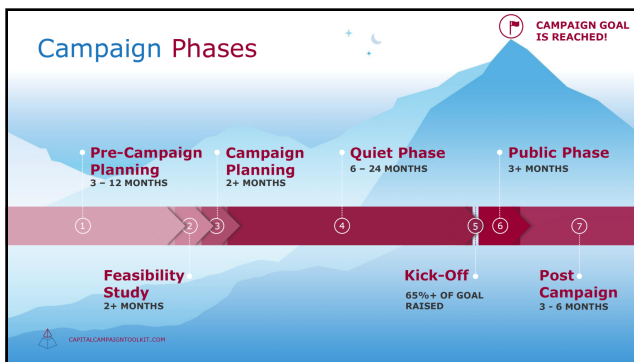 Campaign Phases
CAMPAIGN GOAL
IS REACHED!
Pre-Campaign
Planning
3 – 12 MONTHS
Campaign
Planning
2+ MONTHS
Quiet Phase
6 – 24 MONTHS
Public Phase
3+ MONTHS
1
2
3
4
5
6
7
Feasibility
Study
2+ MONTHS
Kick-Off
65%+ OF GOAL
RAISED
Post
Campaign
3 - 6 MONTHS
CAPITALCAMPAIGNTOOLKIT.COM